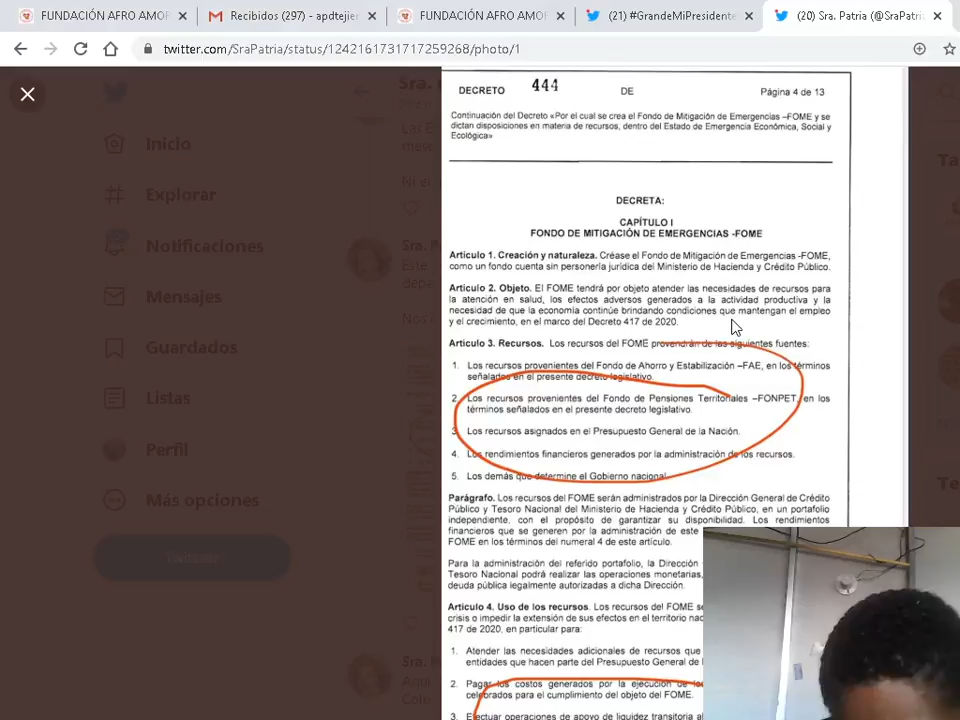 FUNDACIÓN AFRO AMOR
Recibidos (297) - apdtejier
FUNDACIÓN AFRO AMOR
(21) #GrandeMiPresidente
(20) Sra. Patria (@SraPatri
twitter.com/SraPatria/status/1242161731717259268/photo/1
DECRETO 444 DE Página 4 de 13
Continuación del Decreto «Por el cual se crea el Fondo de Mitigación de Emergencias –FOME y se
dictan disposiciones en materia de recursos, dentro del Estado de Emergencia Económica, Social y
Ecológica»
Inicio
Explorar
Notificaciones
Mensajes
Guardados
Listas
Perfil
Más opciones
Twittear
DECRETA:
CAPÍTULO I
FONDO DE MITIGACIÓN DE EMERGENCIAS -FOME
Artículo 1. Creación y naturaleza. Créase el Fondo de Mitigación de Emergencias -FOME,
como un fondo cuenta sin personería jurídica del Ministerio de Hacienda y Crédito Público.
Artículo 2. Objeto. El FOME tendrá por objeto atender las necesidades de recursos para
la atención en salud, los efectos adversos generados a la actividad productiva y la
necesidad de que la economía continúe brindando condiciones que mantengan el empleo
y el crecimiento, en el marco del Decreto 417 de 2020.
Artículo 3. Recursos. Los recursos del FOME provendrán de las siguientes fuentes:
1. Los recursos provenientes del Fondo de Ahorro y Estabilización –FAE, en los términos
señalados en el presente decreto legislativo.
2. Los recursos provenientes del Fondo de Pensiones Territoriales –FONPET, en los
términos señalados en el presente decreto legislativo.
3. Los recursos asignados en el Presupuesto General de la Nación.
4. Los rendimientos financieros generados por la administración de los recursos.
5. Los demás que determine el Gobierno nacional
Parágrafo. Los recursos del FOME serán administrados por la Dirección General de Crédito
Público y Tesoro Nacional del Ministerio de Hacienda y Crédito Público, en un portafolio
independiente, con el propósito de garantizar su disponibilidad. Los rendimientos
financieros que se generen por la administración de este
FOME en los términos del numeral 4 de este artículo.
Para la administración del referido portafolio, la Dirección
Tesoro Nacional podrá realizar las operaciones monetarias,
deuda pública legalmente autorizadas a dicha Dirección.
Artículo 4. Uso de los recursos. Los recursos del FOME se
crisis o impedir la extensión de sus efectos en el territorio nac
417 de 2020, en particular para:
1. Atender las necesidades adicionales de recursos que
entidades que hacen parte del Presupuesto General de l
2. Pagar los costos generados por la ejecución de lo
celebrados para el cumplimiento del objeto del FOME.
3. Efectuar operaciones de apoyo de liquidez transitoria a